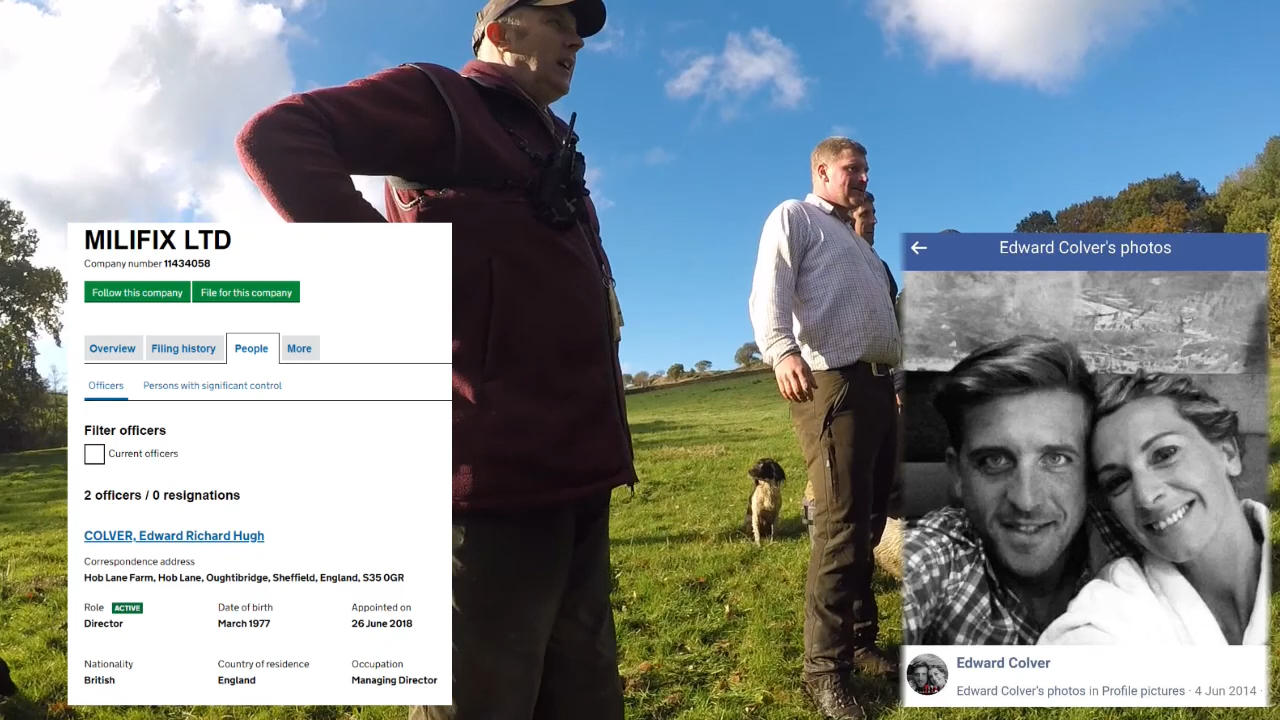 MILIFIX LTD
Company number 11434058
Follow this company File for this company
Overview Filing history People More
Officers Persons with significant control
Filter officers
Current officers
2 officers / 0 resignations
COLVER, Edward Richard Hugh
Correspondence address
Hob Lane Farm, Hob Lane, Oughtibridge, Sheffield, England, S35 0GR
Role ACTIVE Date of birth Appointed on
Director March 1977 26 June 2018
Nationality Country of residence Occupation
British England Managing Director
Edward Colver's photos
Edward Colver
Edward Colver's photos in Profile pictures · 4 Jun 2014 ·